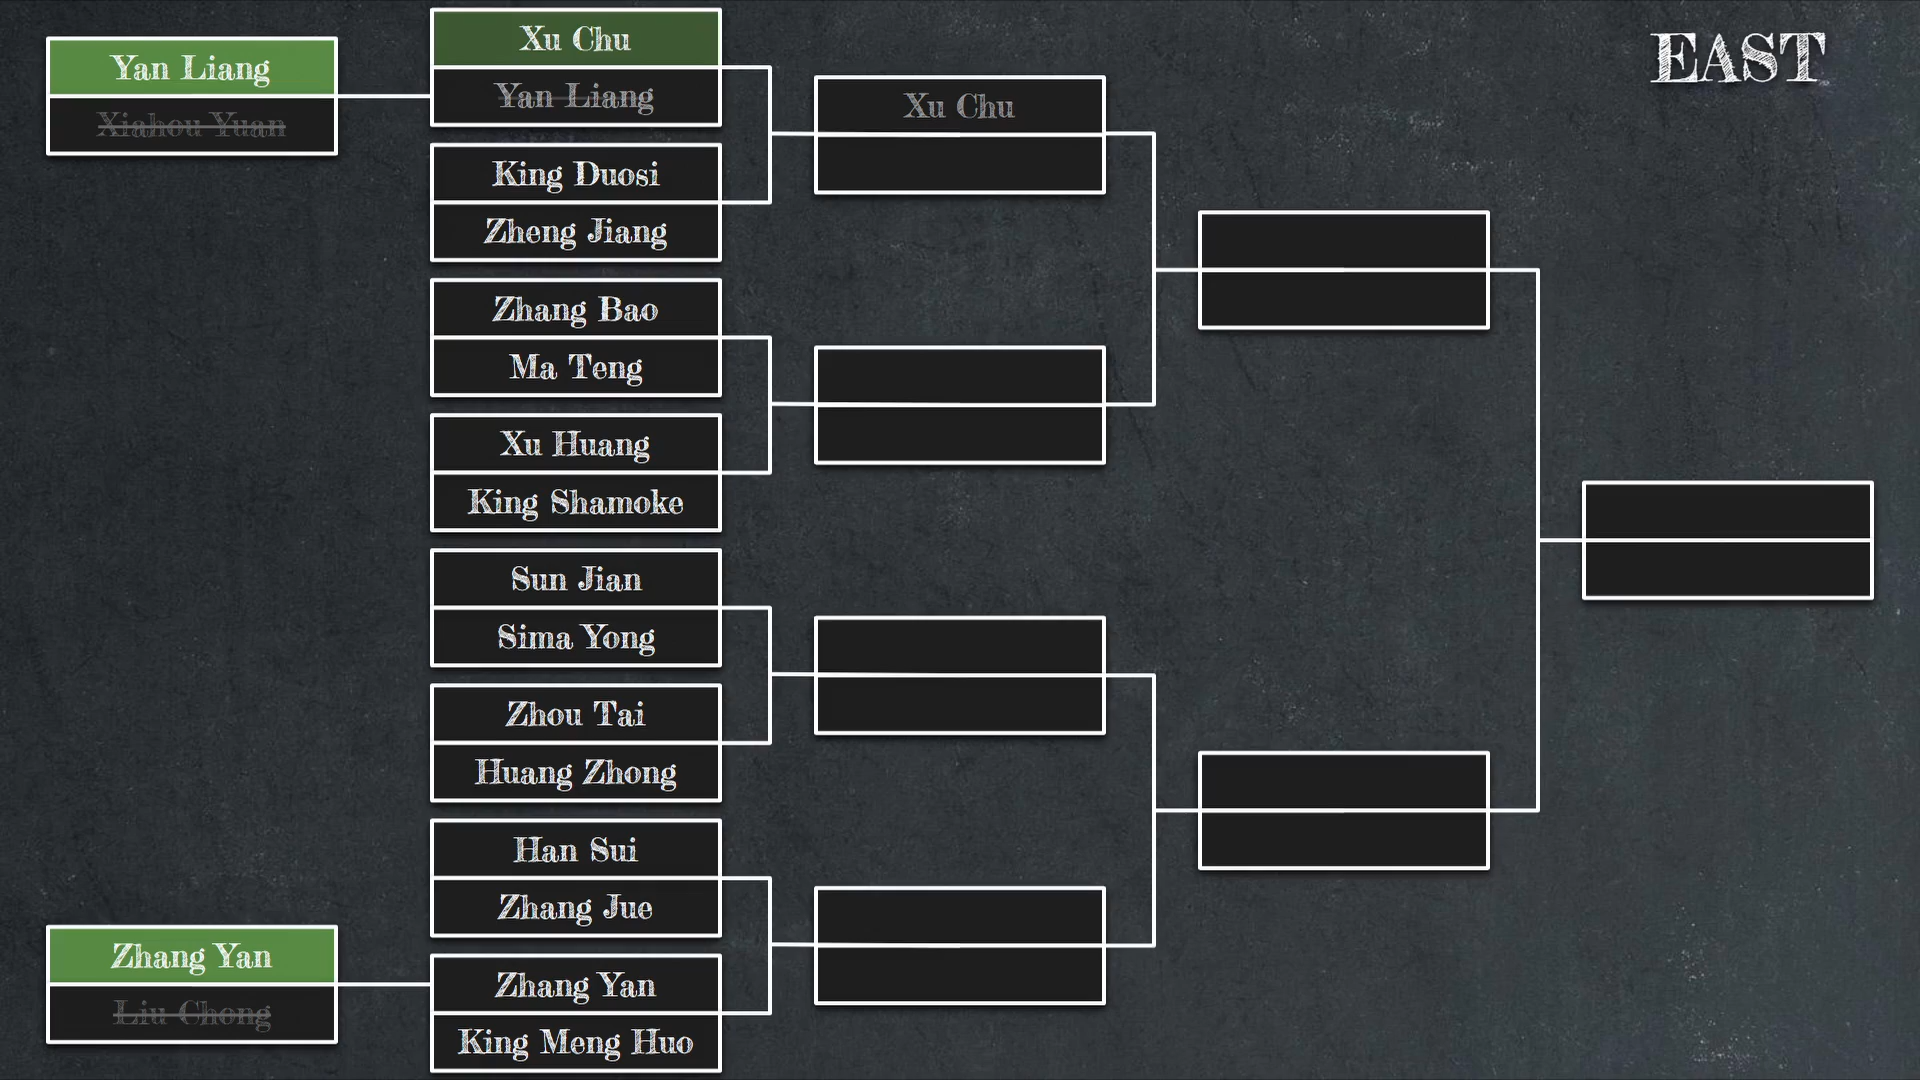 EAST
Yan Liang
Xiahou Yuan
Xu Chu
Yan Liang
King Duosi
Zheng Jiang
Zhang Bao
Ma Teng
Xu Huang
King Shamoke
Sun Jian
Sima Yong
Zhou Tai
Huang Zhong
Han Sui
Zhang Jue
Zhang Yan
Liu Chong
Zhang Yan
King Meng Huo
Xu Chu